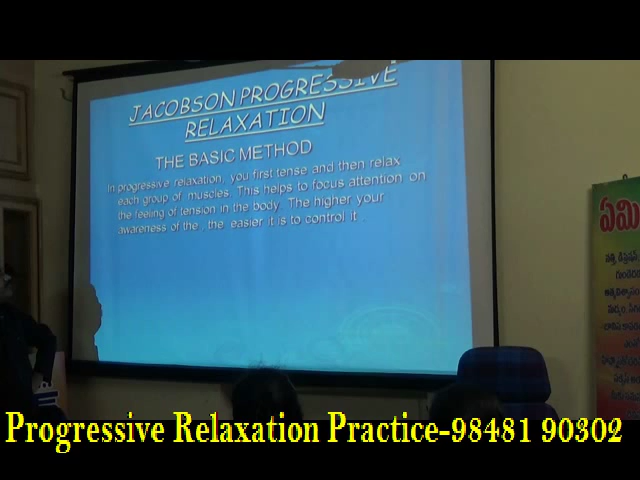 JACOBSON PROGRESSIVE
RELAXATION
THE BASIC METHOD
In progressive relaxation, you first tense and then relax
each group of muscles. This helps to focus attention on
the feeling of tension in the body. The higher your
awareness of the , the easier it is to control it .
ఏమి
Progressive Relaxation Practice-98481 90302